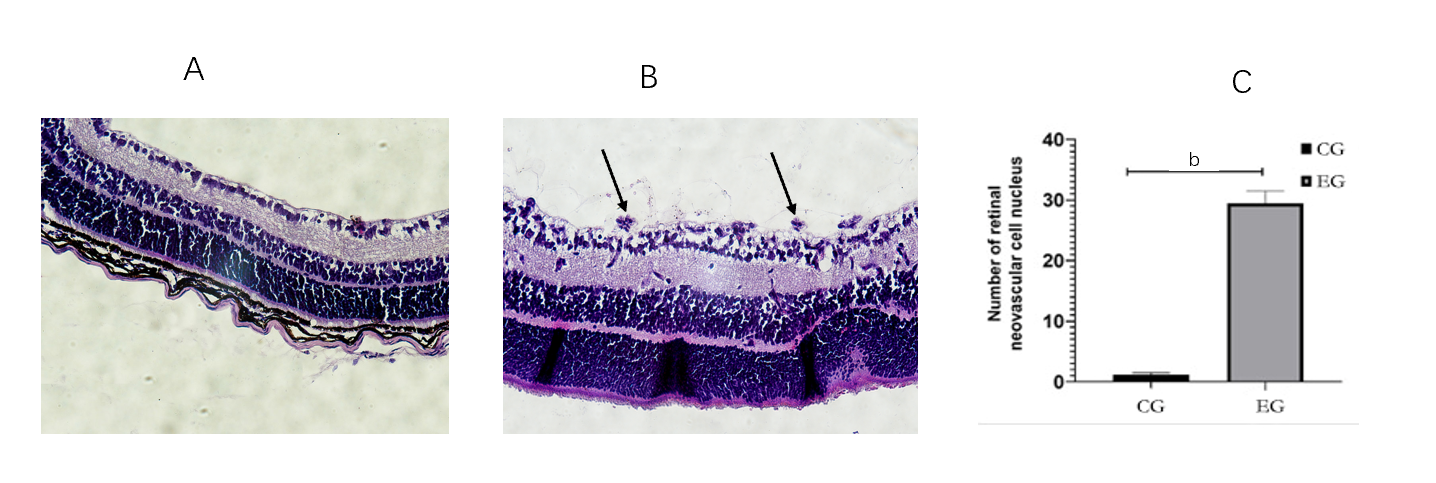 A
B
C
Number of retinal
neovascular cell nucleus
40
30
20
10
0
b
CG
EG
CG
EG